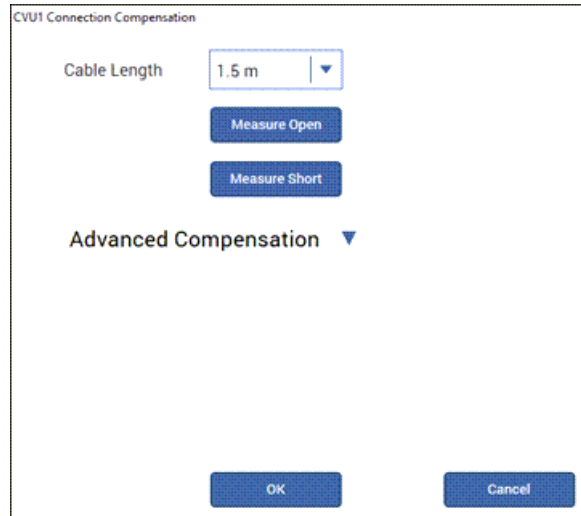 CVU1 Connection Compensation
Cable Length 1.5 m
Measure Open
Measure Short
Advanced Compensation
OK Cancel